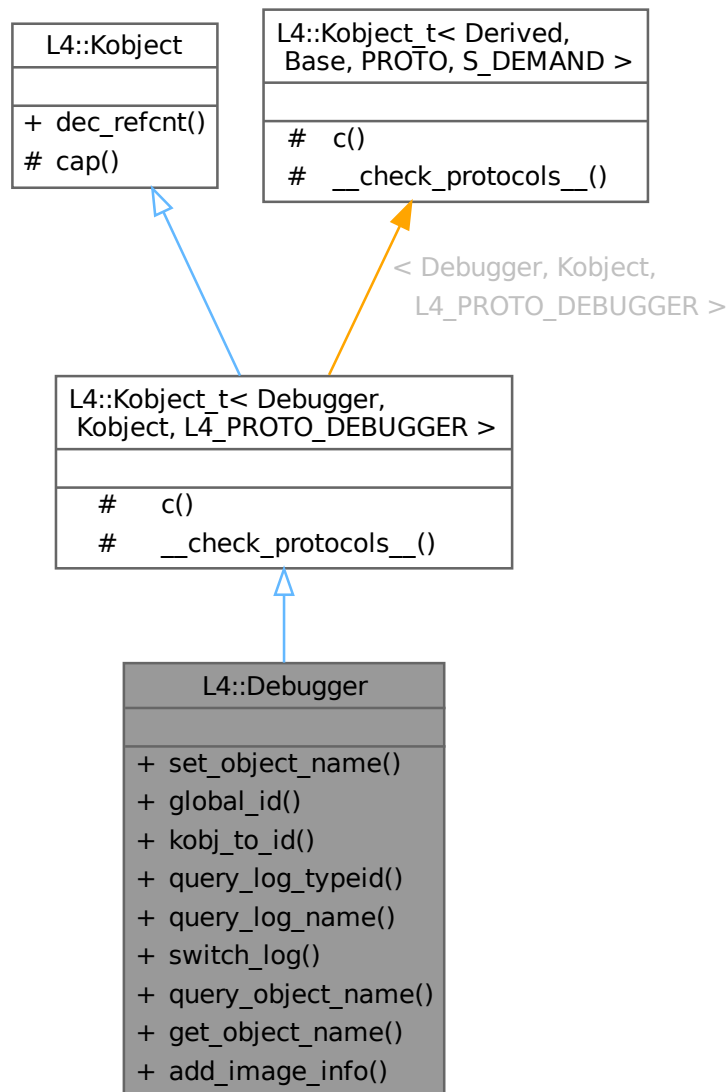 L4::Kobject
+ dec_refcnt()
# cap()
L4::Kobject_t< Derived,
Base, PROTO, S_DEMAND >
# c()
# __check_protocols__()
< Debugger, Kobject,
L4_PROTO_DEBUGGER >
L4::Kobject_t< Debugger,
Kobject, L4_PROTO_DEBUGGER >
# c()
# __check_protocols__()
L4::Debugger
+ set_object_name()
+ global_id()
+ kobj_to_id()
+ query_log_typeid()
+ query_log_name()
+ switch_log()
+ query_object_name()
+ get_object_name()
+ add_image_info()